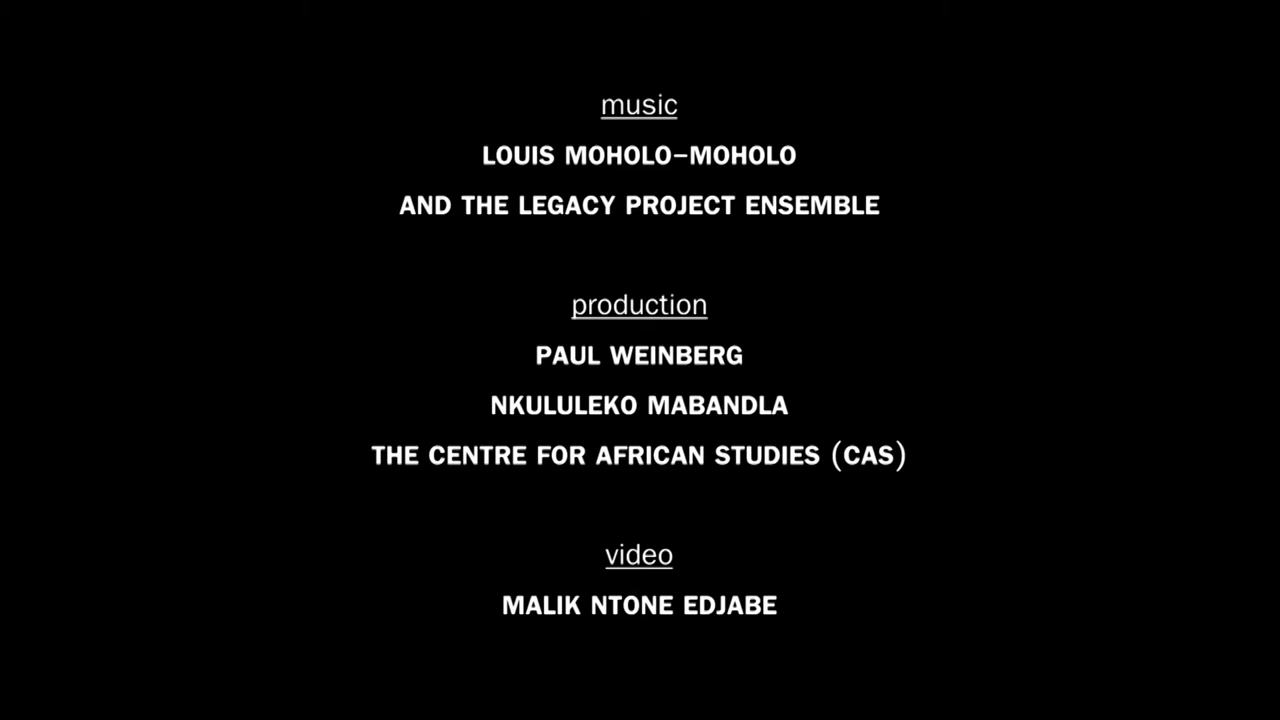 music
LOUIS MOHOLO–MOHOLO
AND THE LEGACY PROJECT ENSEMBLE
production
PAUL WEINBERG
NKULULEKO MABANDLA
THE CENTRE FOR AFRICAN STUDIES (CAS)
video
MALIK NTONE EDJABE